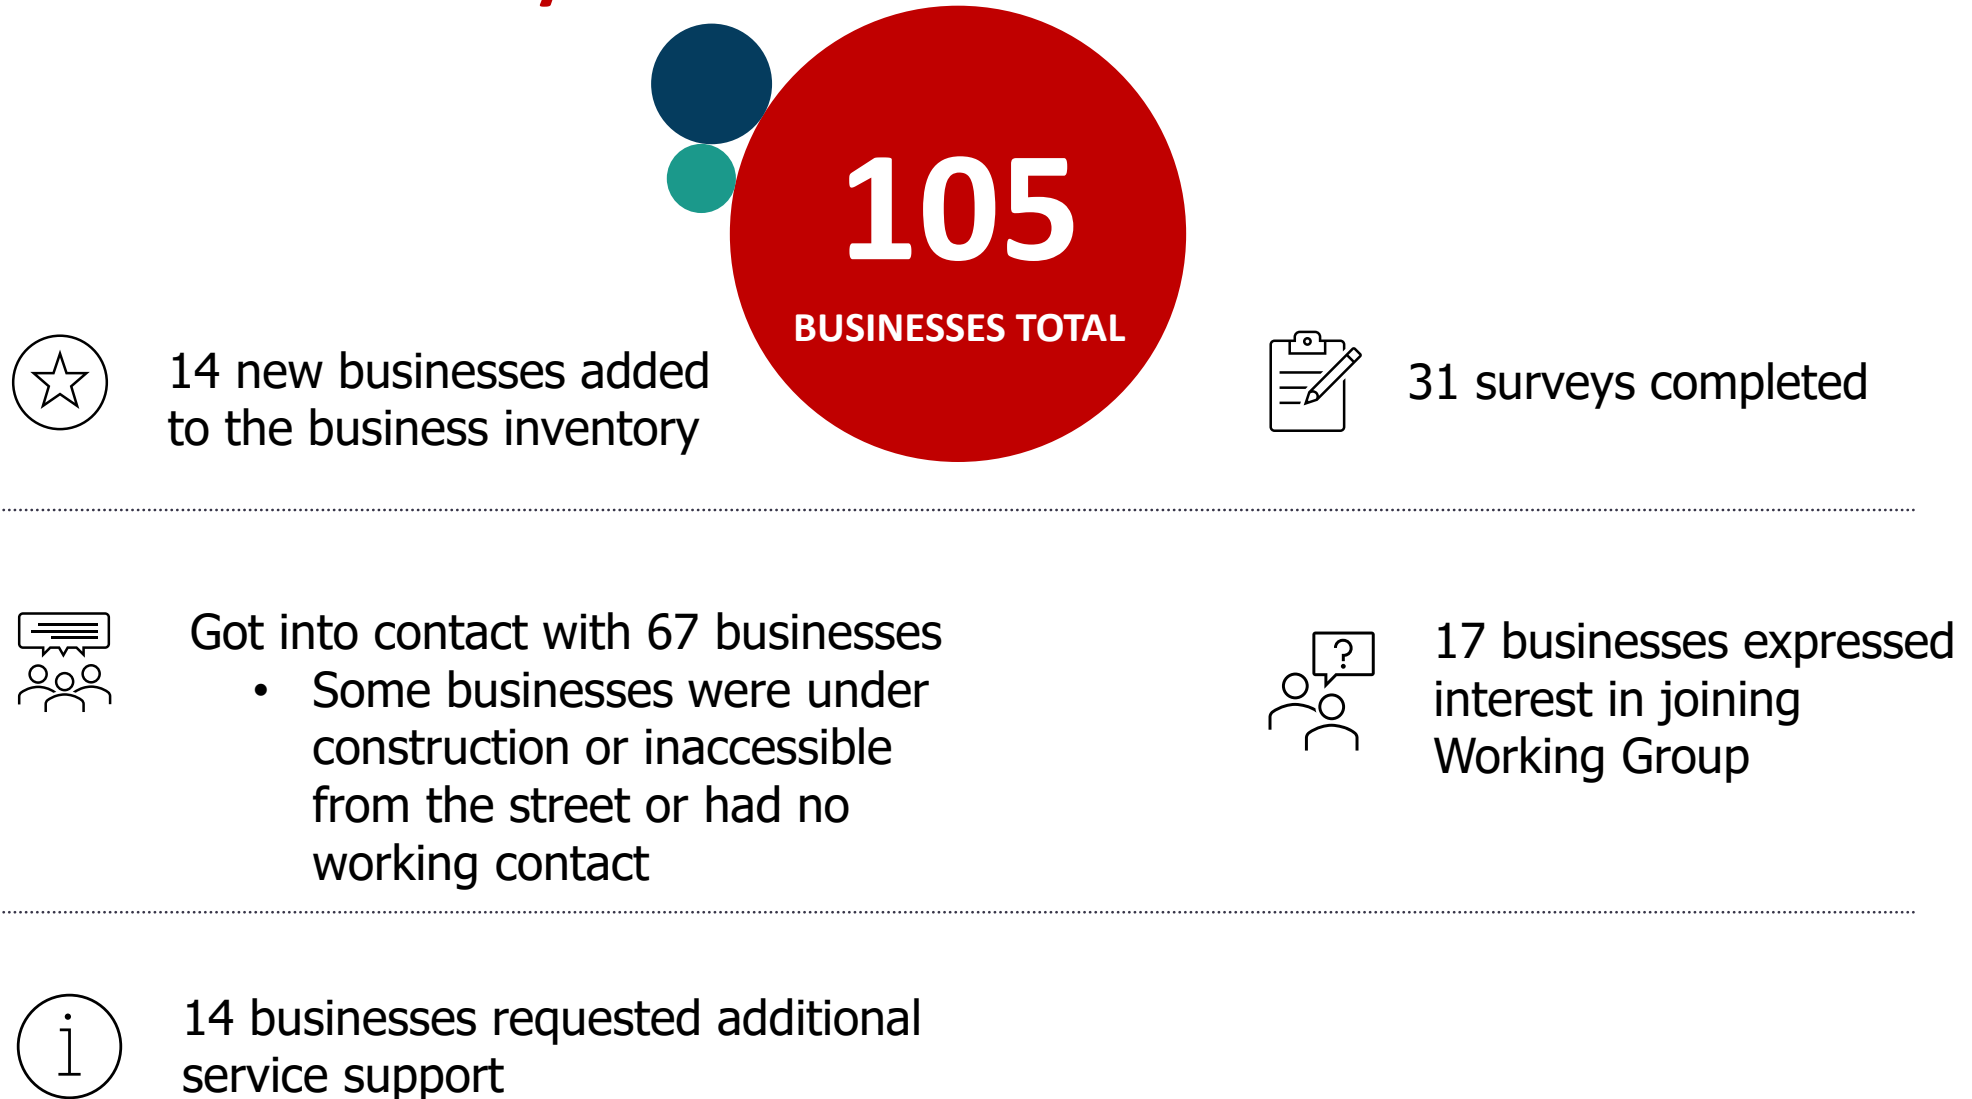 105
BUSINESSES TOTAL
14 new businesses added
to the business inventory
31 surveys completed
Got into contact with 67 businesses
• Some businesses were under
construction or inaccessible
from the street or had no
working contact
?
17 businesses expressed
interest in joining
Working Group
i
14 businesses requested additional
service support